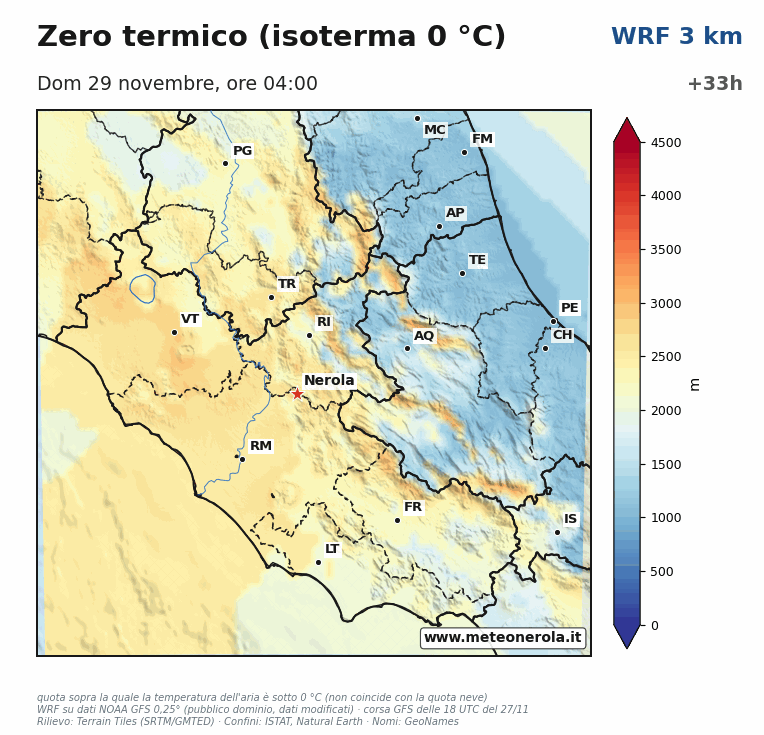 Zero termico (isoterma 0 °C)
WRF 3 km
Dom 29 novembre, ore 04:00
+33h
MC
FM
PG
AP
TE
TR
PE
VT
RI
AQ
CH
Nerola
RM
FR
IS
LT
www.meteonerola.it
4500
4000
3500
3000
2500
2000
1500
1000
500
0
m
quota sopra la quale la temperatura dell'aria è sotto 0 °C (non coincide con la quota neve)
WRF su dati NOAA GFS 0,25° (pubblico dominio, dati modificati) · corsa GFS delle 18 UTC del 27/11
Rilievo: Terrain Tiles (SRTM/GMTED) · Confini: ISTAT, Natural Earth · Nomi: GeoNames